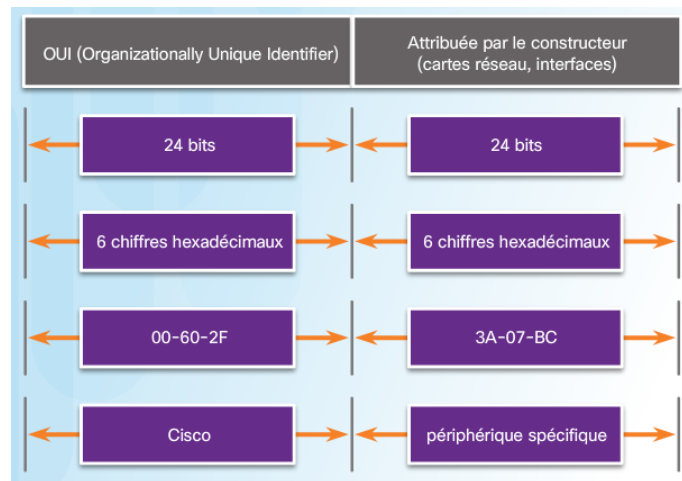 OUI (Organizationally Unique Identifier)
Attribuée par le constructeur
(cartes réseau, interfaces)
24 bits
24 bits
6 chiffres hexadécimaux
6 chiffres hexadécimaux
00-60-2F
3A-07-BC
Cisco
périphérique spécifique